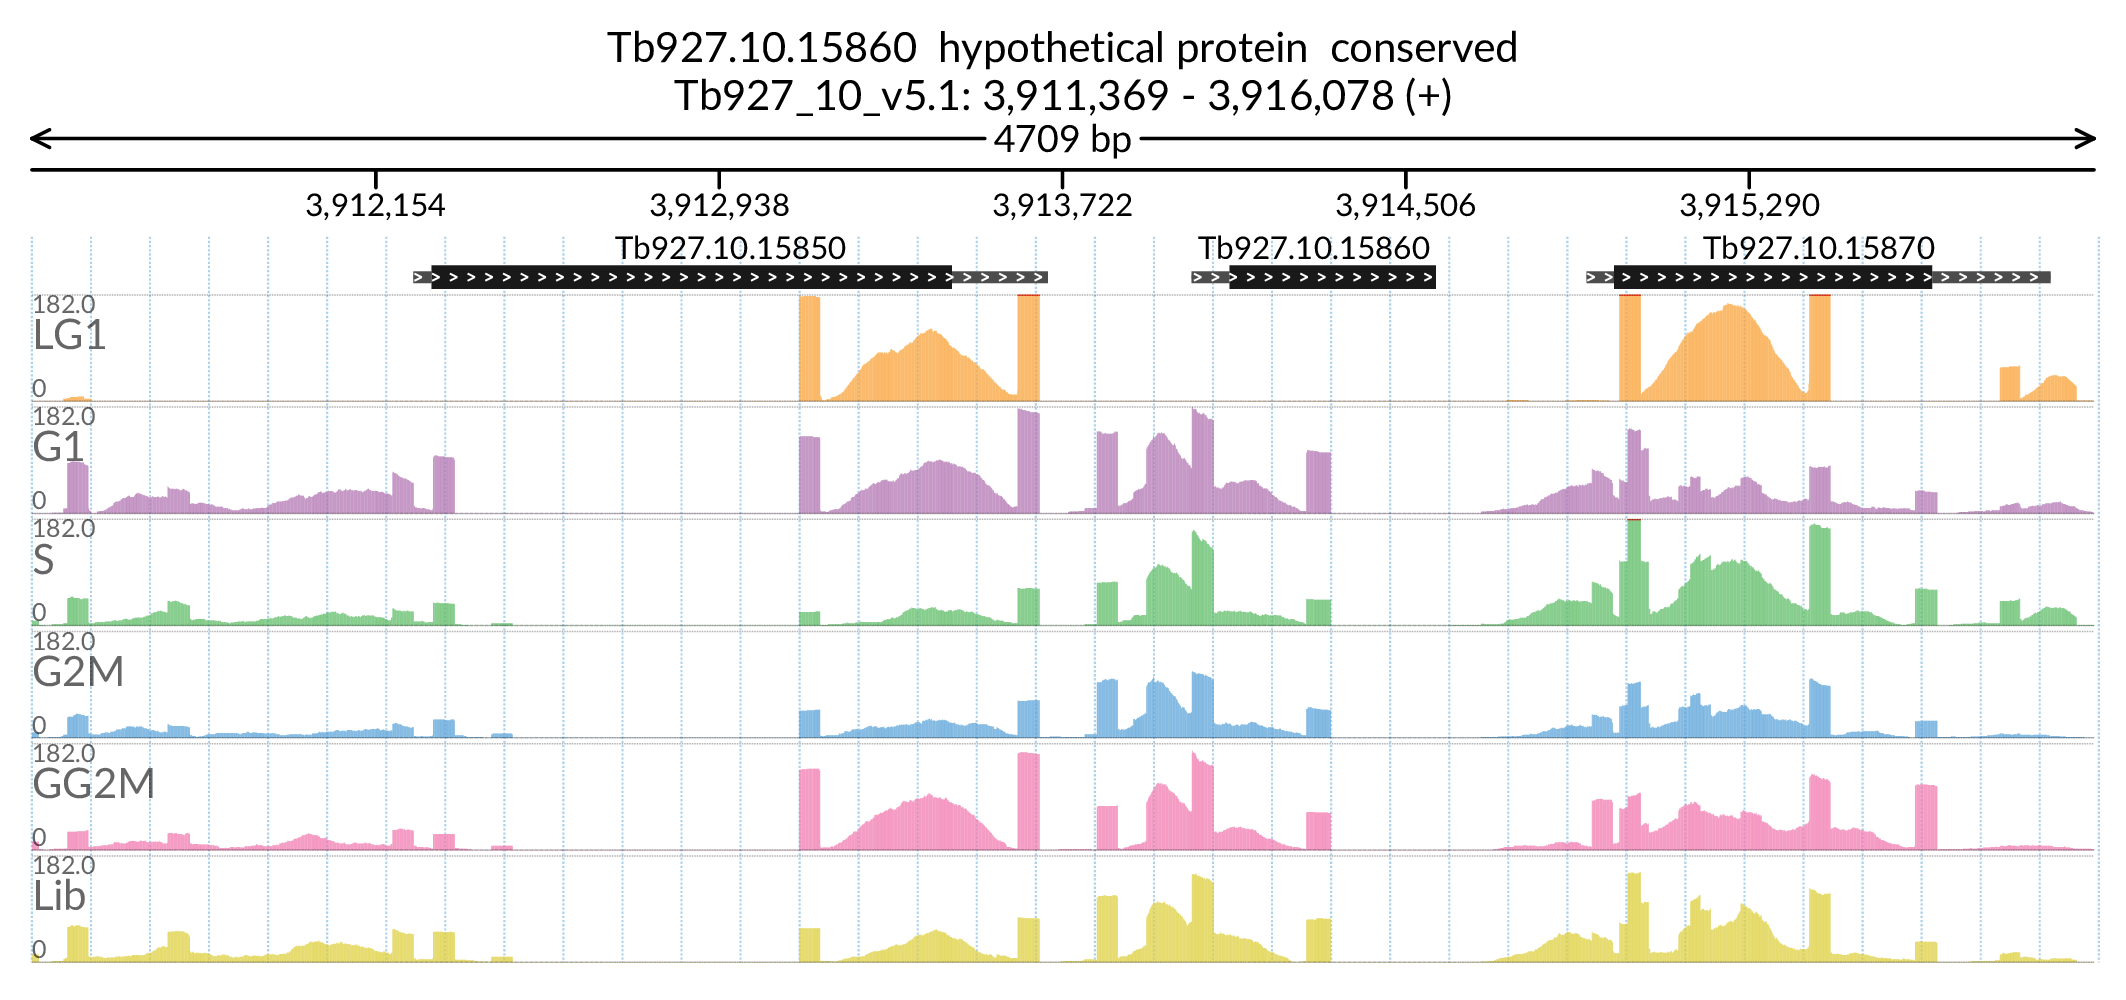 Tb927.10.15860  hypothetical protein  conserved
Tb927_10_v5.1: 3,911,369 - 3,916,078 (+)
4709 bp
3,912,154 3,912,938 3,913,722 3,914,506 3,915,290
Tb927.10.15850 Tb927.10.15860 Tb927.10.15870
182.0
LG1
0
182.0
G1
0
182.0
S
0
182.0
G2M
0
182.0
GG2M
0
182.0
Lib
0